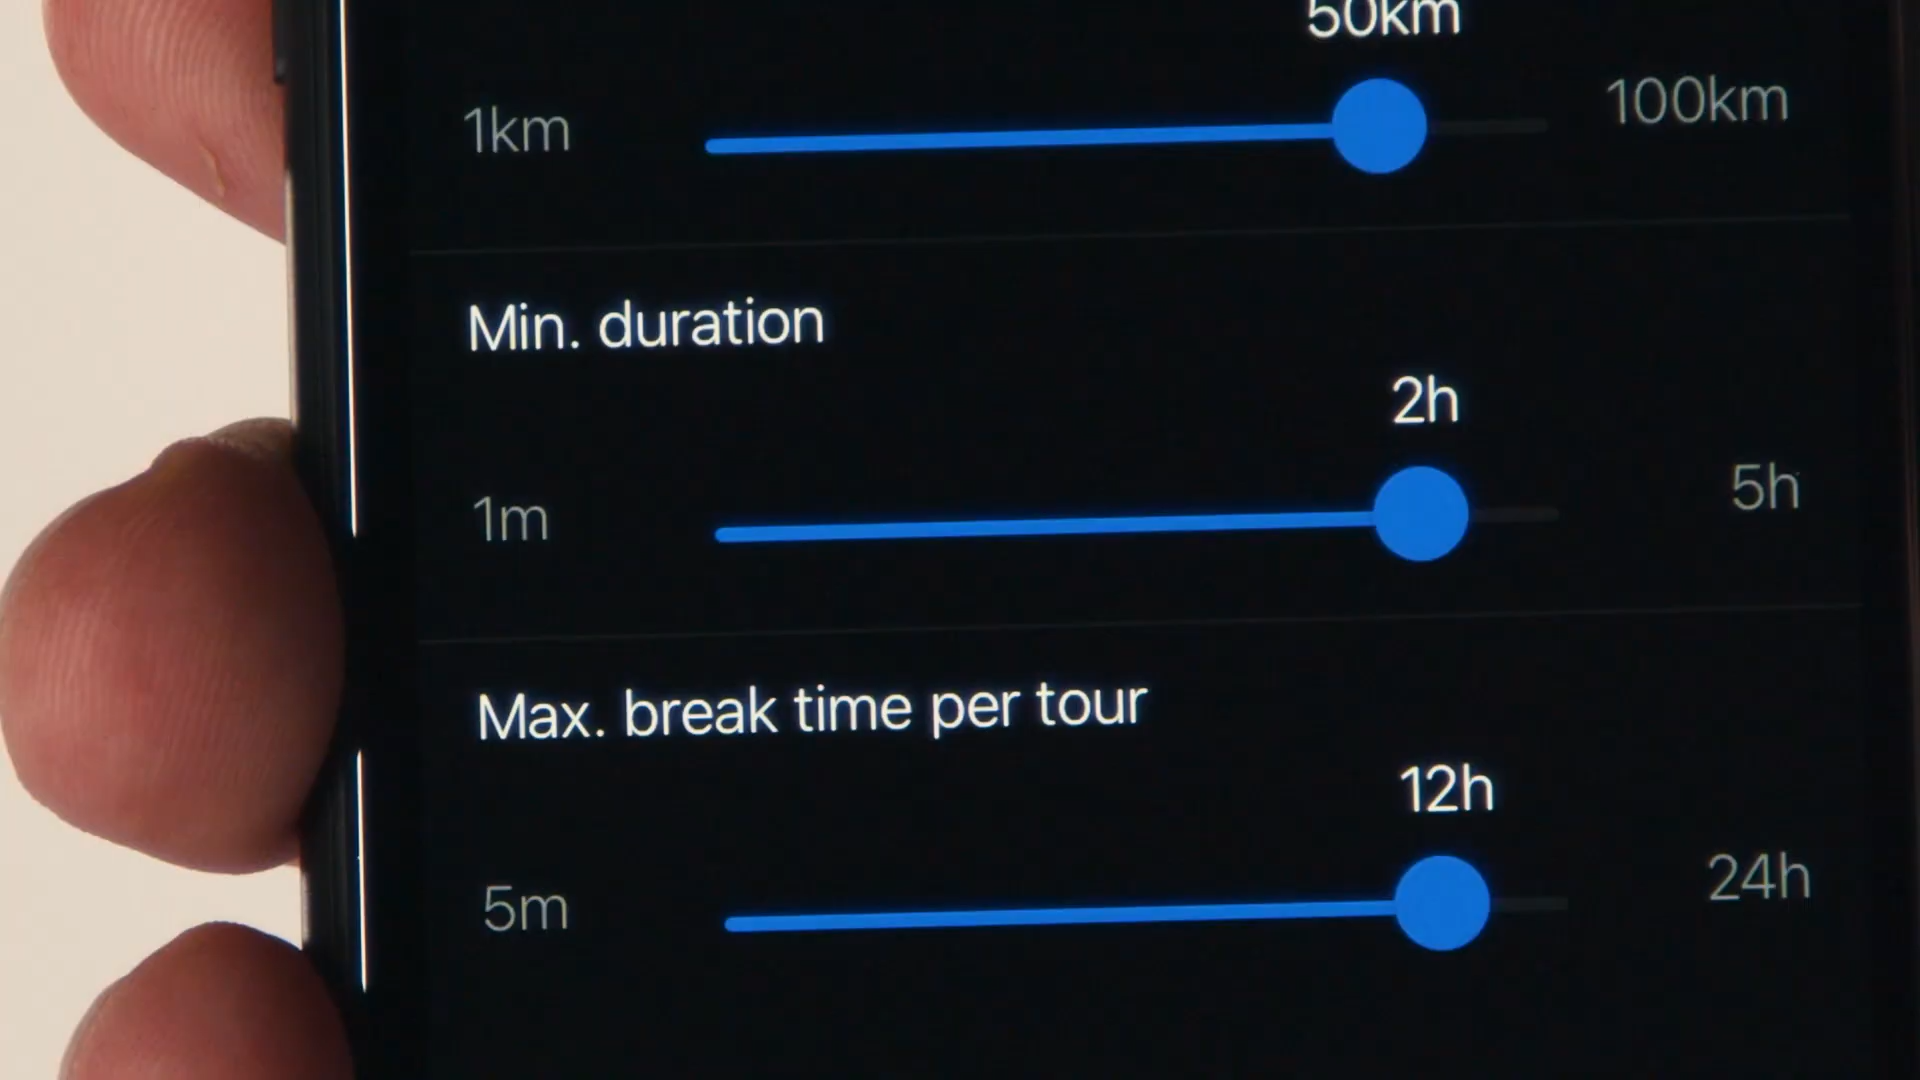 50km
1km 100km
Min. duration
2h
1m 5h
Max. break time per tour
12h
5m 24h